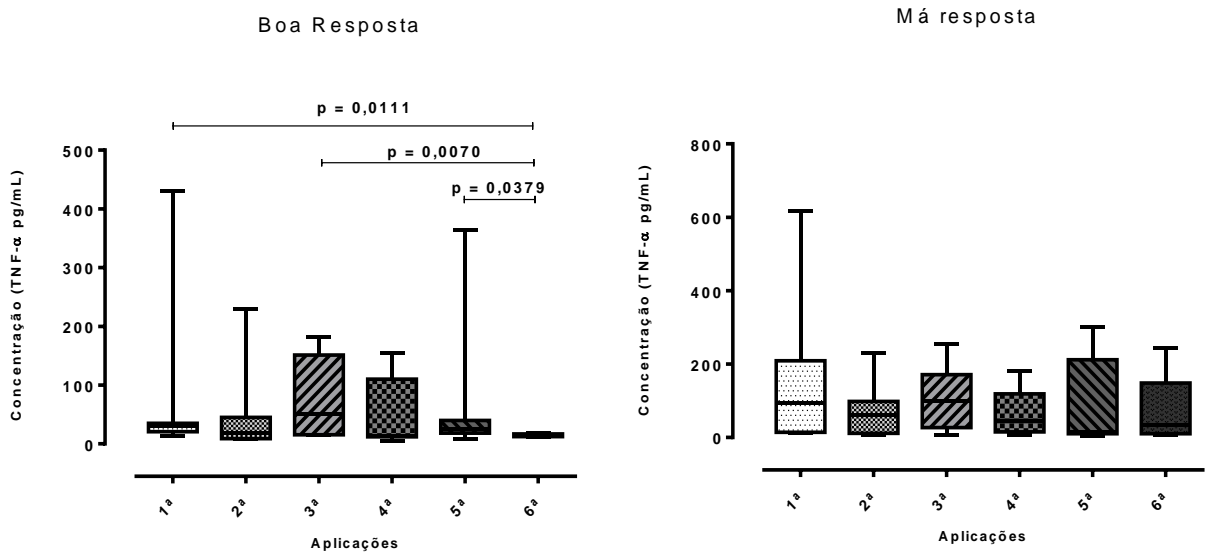 Boa Resposta
p = 0,0111
p = 0,0070
p = 0,0379
Concentração (TNF-α pg/mL)
500
400
300
200
100
0
1ª
2ª
3ª
4ª
5ª
6ª
Aplicações
Má resposta
Concentração (TNF-α pg/mL)
800
600
400
200
0
1ª
2ª
3ª
4ª
5ª
6ª
Aplicações